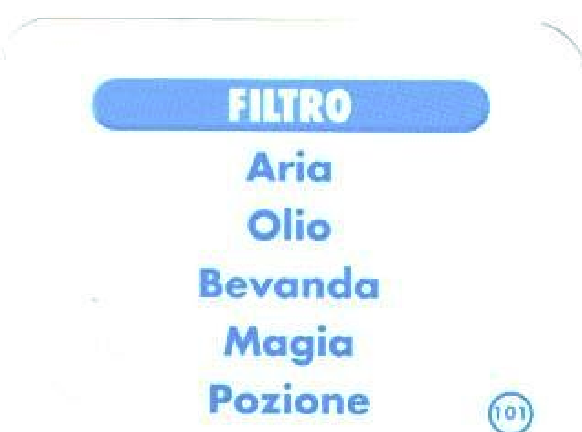 FILTRO
Aria
Olio
Bevanda
Magia
Pozione
101